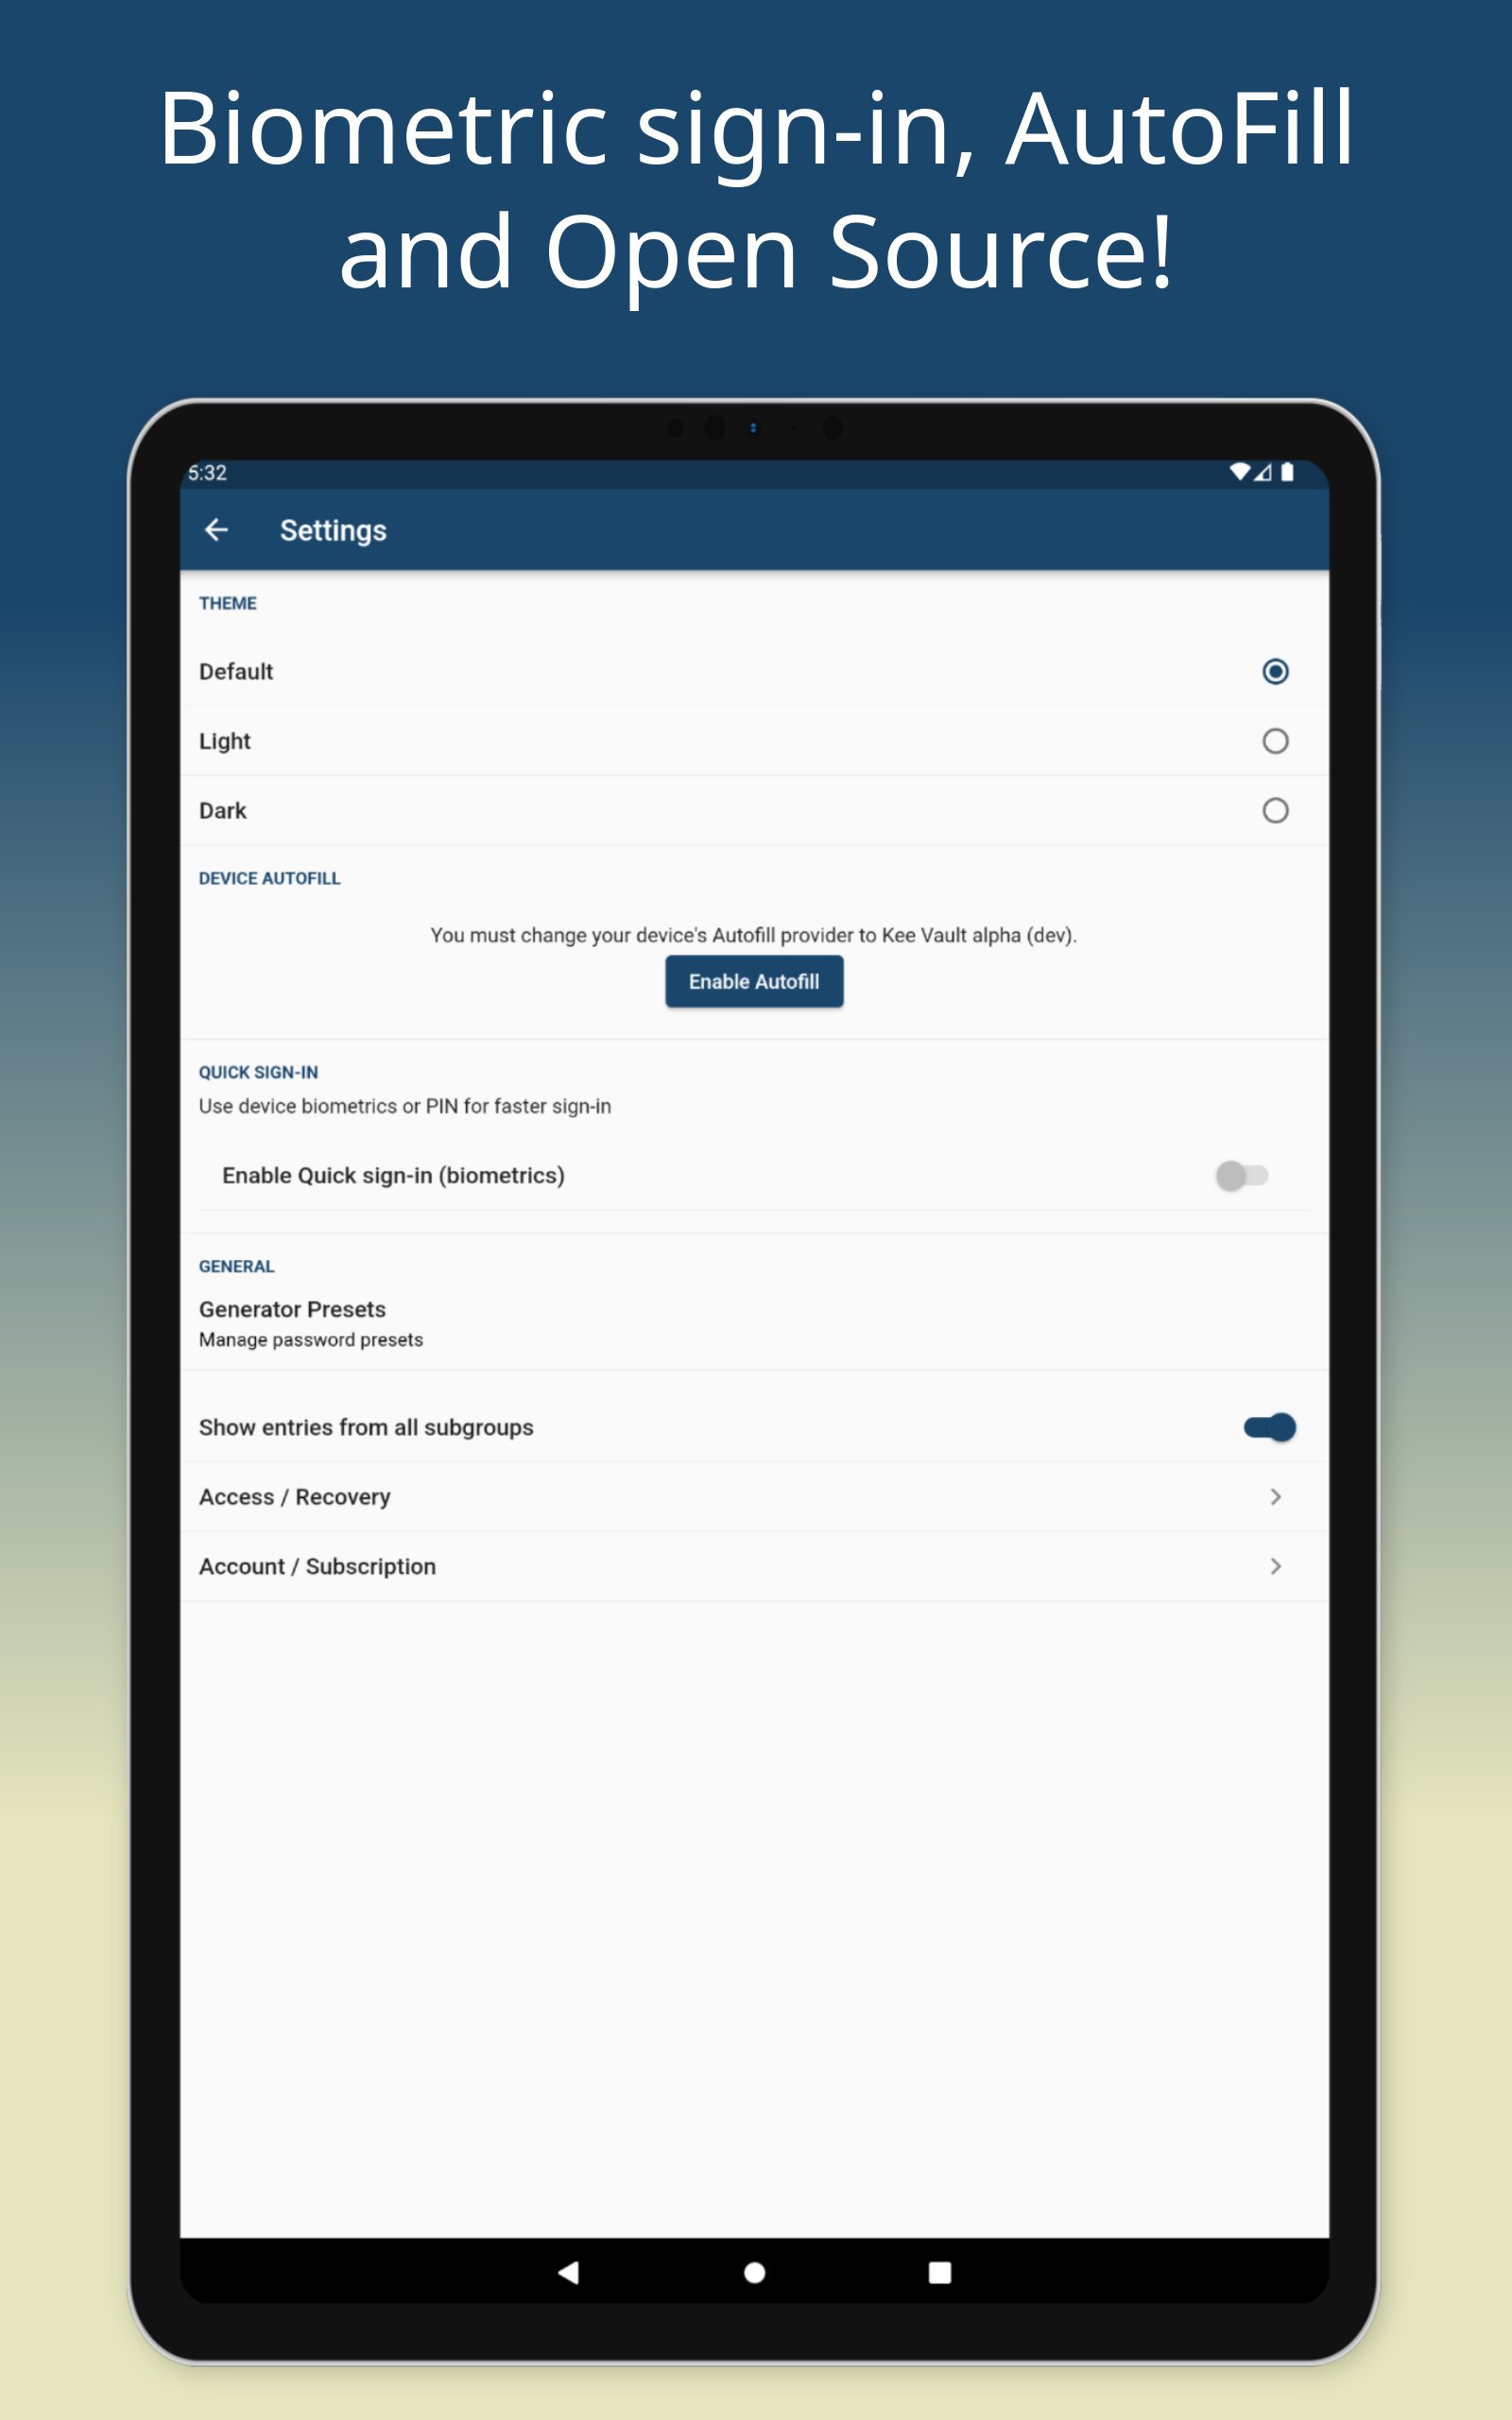 Biometric sign-in, AutoFill
and Open Source!
5:32
Settings
THEME
Default
Light
Dark
DEVICE AUTOFILL
You must change your device's Autofill provider to Kee Vault alpha (dev).
Enable Autofill
QUICK SIGN-IN
Use device biometrics or PIN for faster sign-in
Enable Quick sign-in (biometrics)
GENERAL
Generator Presets
Manage password presets
Show entries from all subgroups
Access / Recovery
Account / Subscription